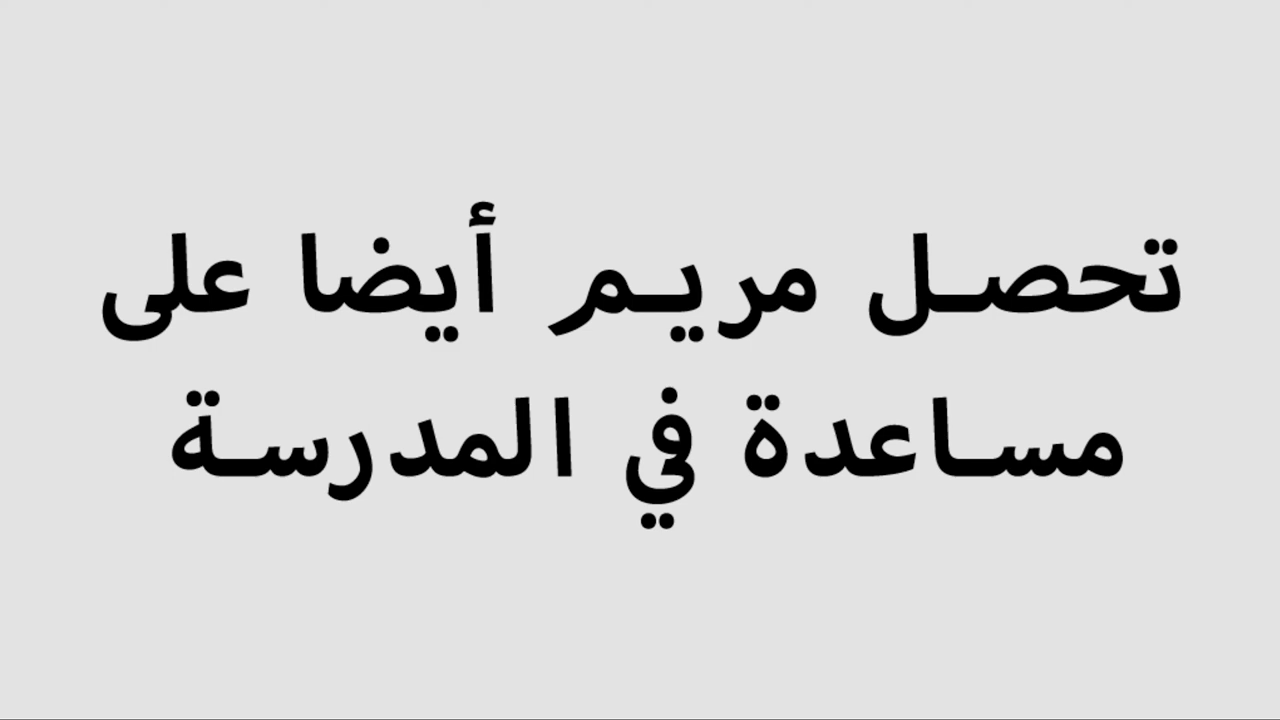 تحصل مريم أيضا على
مساعدة في المدرسة